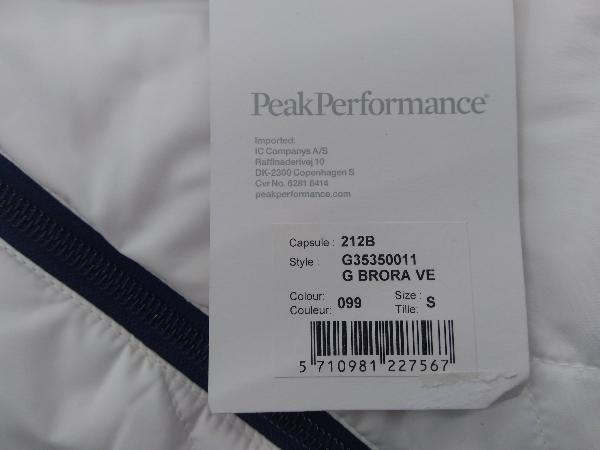 PeakPerformance®
Imported:
IC Companys A/S
Raffinaderivej 10
DK-2300 Copenhagen S
Cvr No. 6281 6414
peakperformance.com
Capsule : 212B
Style : G35350011
G BRORA VE
Colour: 099 Size : S
Couleur: Tille:
5 710981 227567